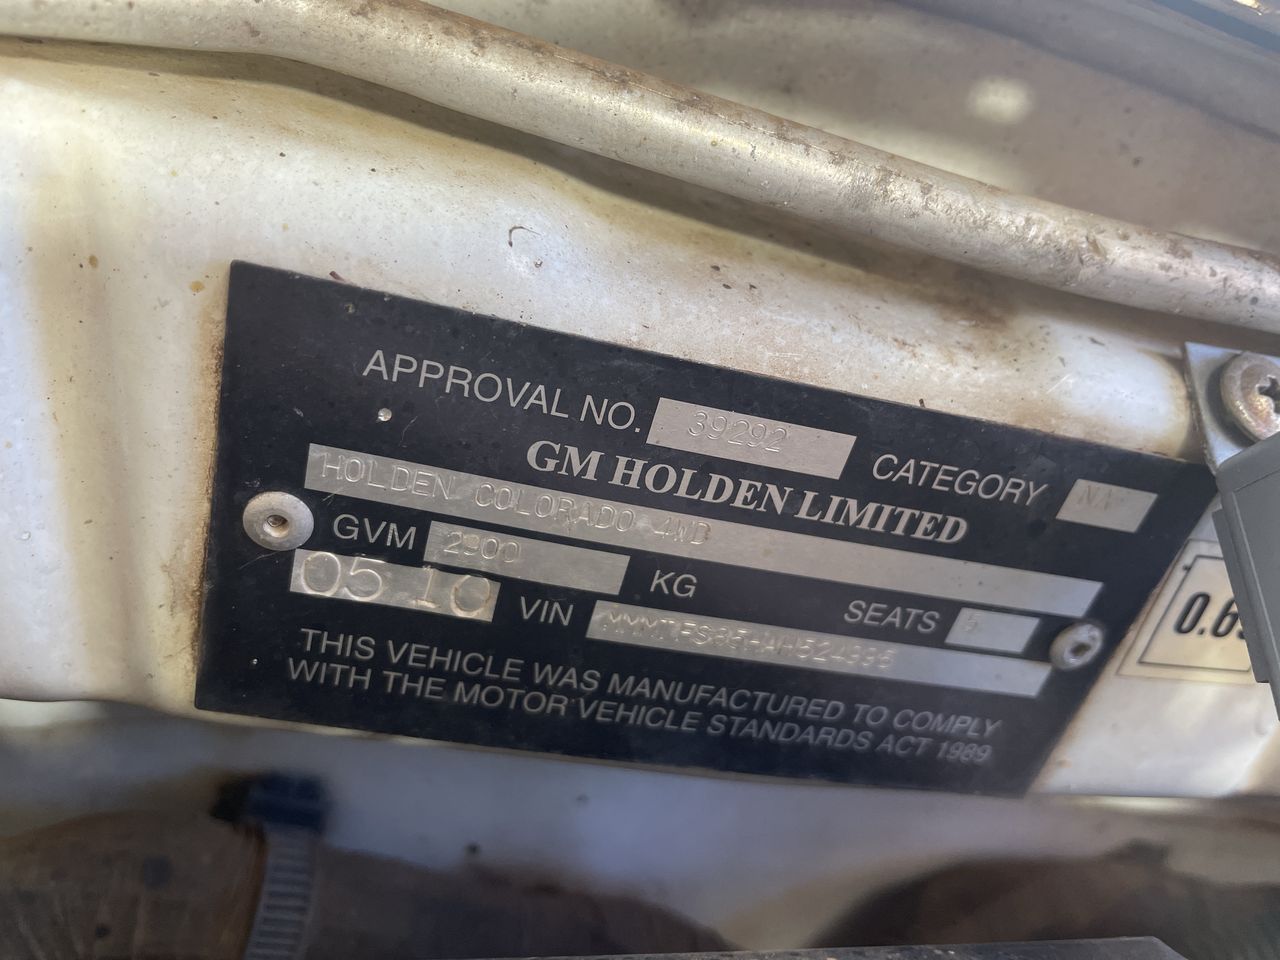 APPROVAL NO. 39292 CATEGORY NA
GM HOLDEN LIMITED
HOLDEN COLORADO 4WD
GVM 2900 KG SEATS 5
05 10 VIN
THIS VEHICLE WAS MANUFACTURED TO COMPLY
WITH THE MOTOR VEHICLE STANDARDS ACT 1989